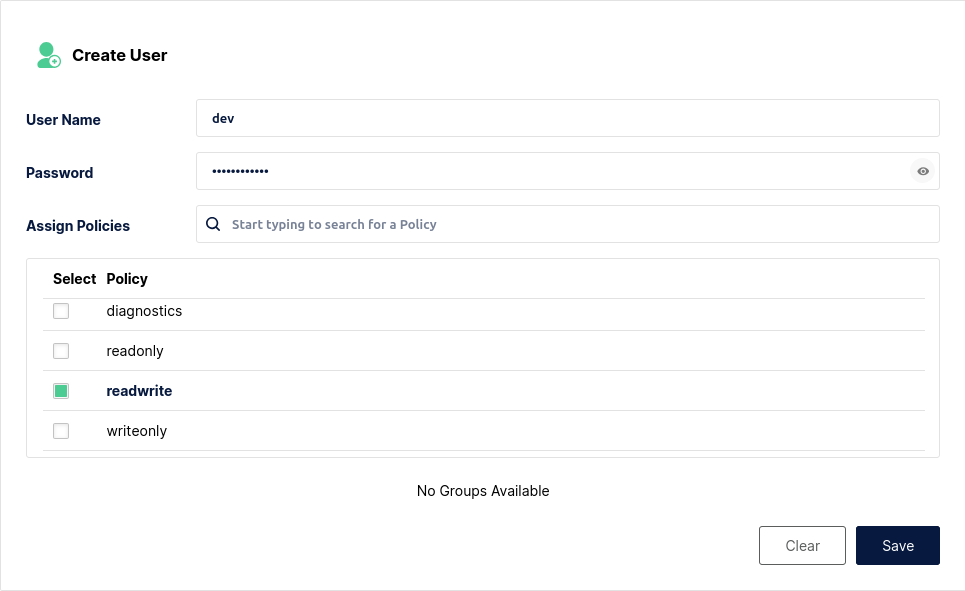 Create User
User Name
dev
Password
••••••••••••
Assign Policies
Start typing to search for a Policy
Select Policy
diagnostics
readonly
readwrite
writeonly
No Groups Available
Clear
Save